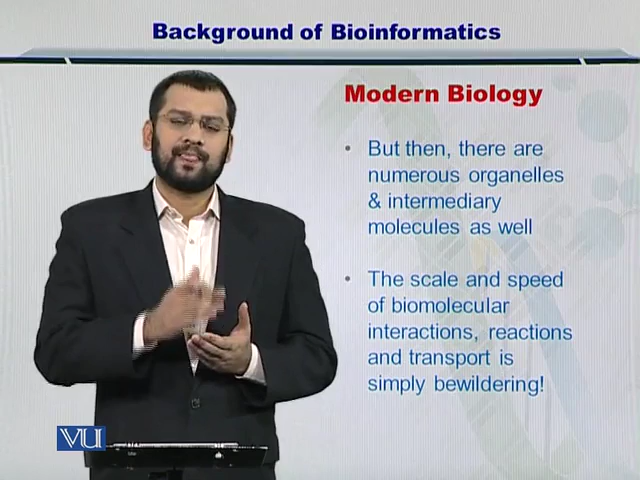 Background of Bioinformatics
Modern Biology
• But then, there are
numerous organelles
& intermediary
molecules as well
• The scale and speed
of biomolecular
interactions, reactions
and transport is
simply bewildering!
VU